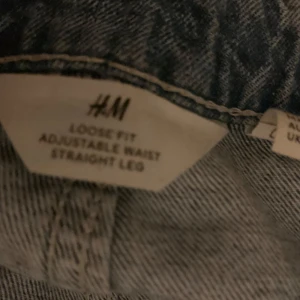 H&M
LOOSE FIT
ADJUSTABLE WAIST
STRAIGHT LEG